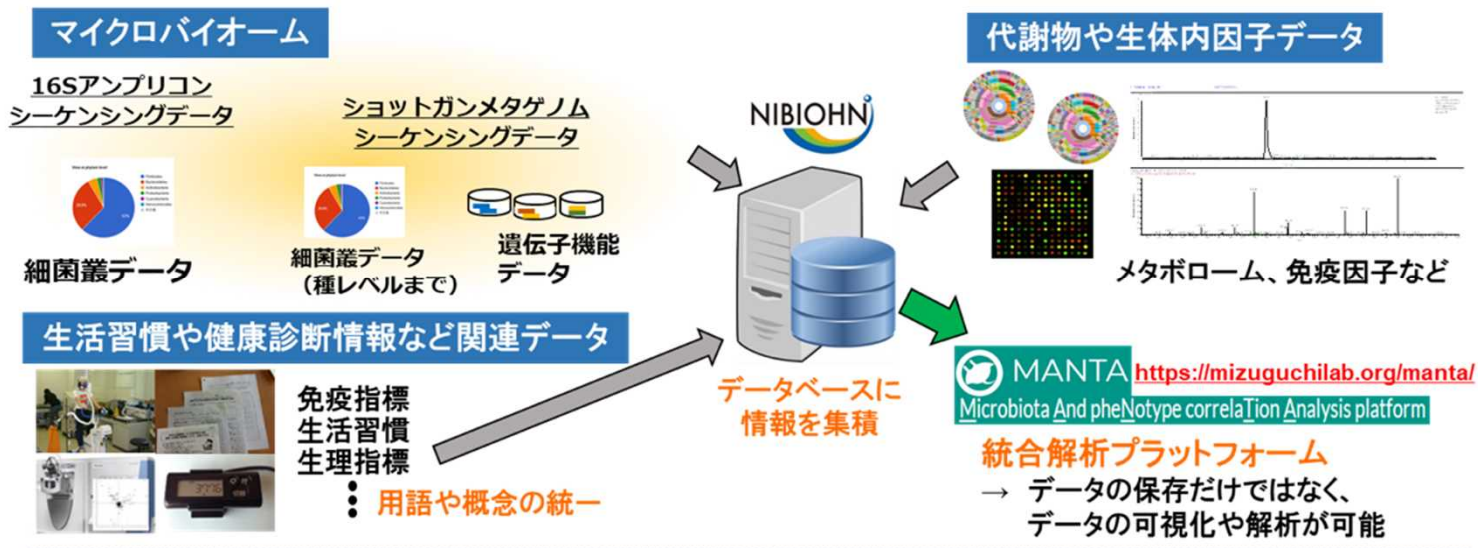 マイクロバイオーム
16Sアンプリコン
シーケンシングデータ
細菌叢データ
ショットガンメタゲノム
シーケンシングデータ
細菌叢データ
（種レベルまで）
遺伝子機能
データ
NIBIOHN
代謝物や生体内因子データ
メタボローム、免疫因子など
生活習慣や健康診断情報など関連データ
免疫指標
生活習慣
生理指標
用語や概念の統一
データベースに
情報を集積
MANTA
https://mizuguchilab.org/manta/
Microbiota And pheNotype correlaTion Analysis platform
統合解析プラットフォーム
→ データの保存だけではなく、
データの可視化や解析が可能